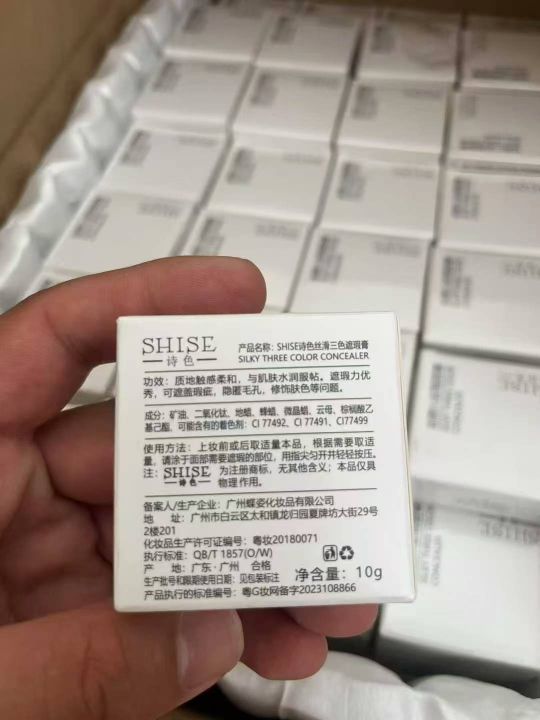 SHISE
诗色
产品名称：SHISE诗色丝滑三色遮瑕膏
SILKY THREE COLOR CONCEALER
功效：质地触感柔和，与肌肤水润服帖。遮瑕力优
秀，可遮盖瑕疵，隐匿毛孔，修饰肤色等问题。
成分：矿油、二氧化钛、地蜡、蜂蜡、微晶蜡、云母、棕榈酸乙
基己酯，可能含有的着色剂：CI 77492、CI 77491、CI77499
使用方法：上妆前或后取适量本品，根据需要取适
量，请涂于面部需要遮瑕的部位，用指尖匀开并轻轻按压。
注：SHISE诗色 为注册商标，无其他含义；本品仅具
物理作用。
备案人/生产企业：广州蝶姿化妆品有限公司
地 址：广州市白云区太和镇龙归园夏牌坊大街29号
2楼201
化妆品生产许可证编号：粤妆20180071
执行标准：QB/T 1857(O/W)
产 地：广东·广州 合格
生产批号和限期使用日期：见包装标注
净含量：10g
产品执行的标准编号：粤G妆网备字2023108866